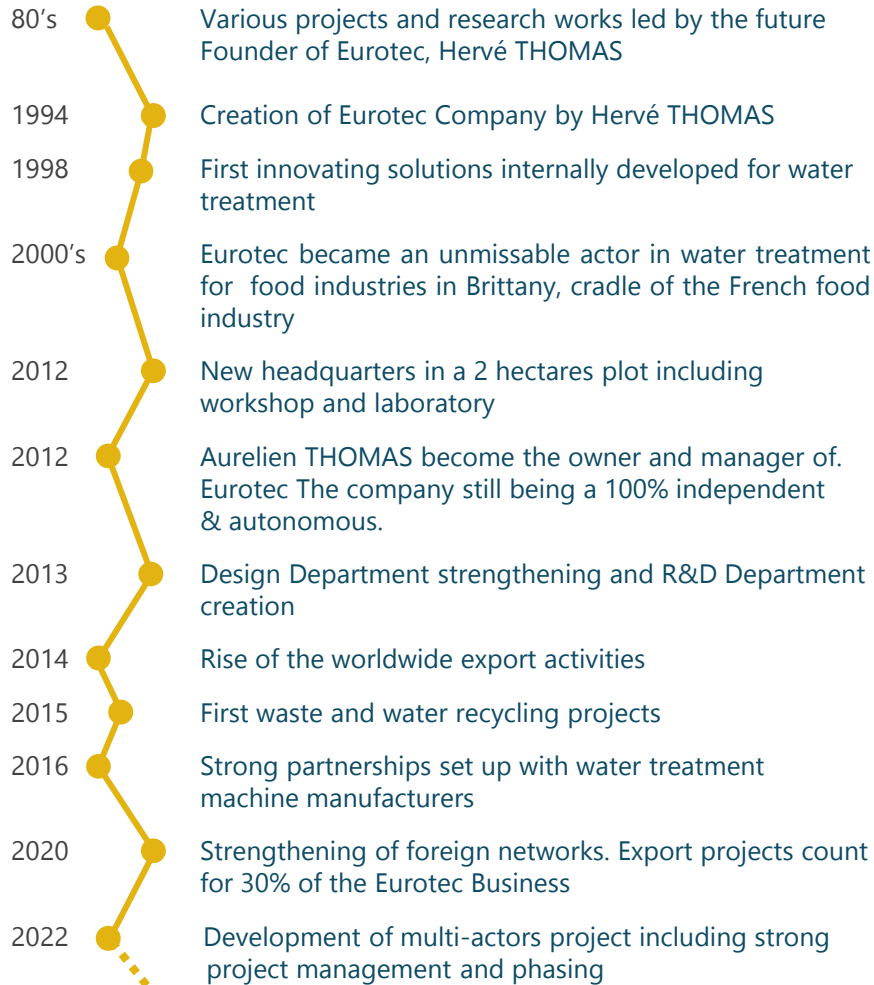 80’s Various projects and research works led by the future
Founder of Eurotec, Hervé THOMAS
1994 Creation of Eurotec Company by Hervé THOMAS
1998 First innovating solutions internally developed for water
treatment
2000’s Eurotec became an unmissable actor in water treatment
for food industries in Brittany, cradle of the French food
industry
2012 New headquarters in a 2 hectares plot including
workshop and laboratory
2012 Aurelien THOMAS become the owner and manager of.
Eurotec The company still being a 100% independent
& autonomous.
2013 Design Department strengthening and R&D Department
creation
2014 Rise of the worldwide export activities
2015 First waste and water recycling projects
2016 Strong partnerships set up with water treatment
machine manufacturers
2020 Strengthening of foreign networks. Export projects count
for 30% of the Eurotec Business
2022 Development of multi-actors project including strong
project management and phasing